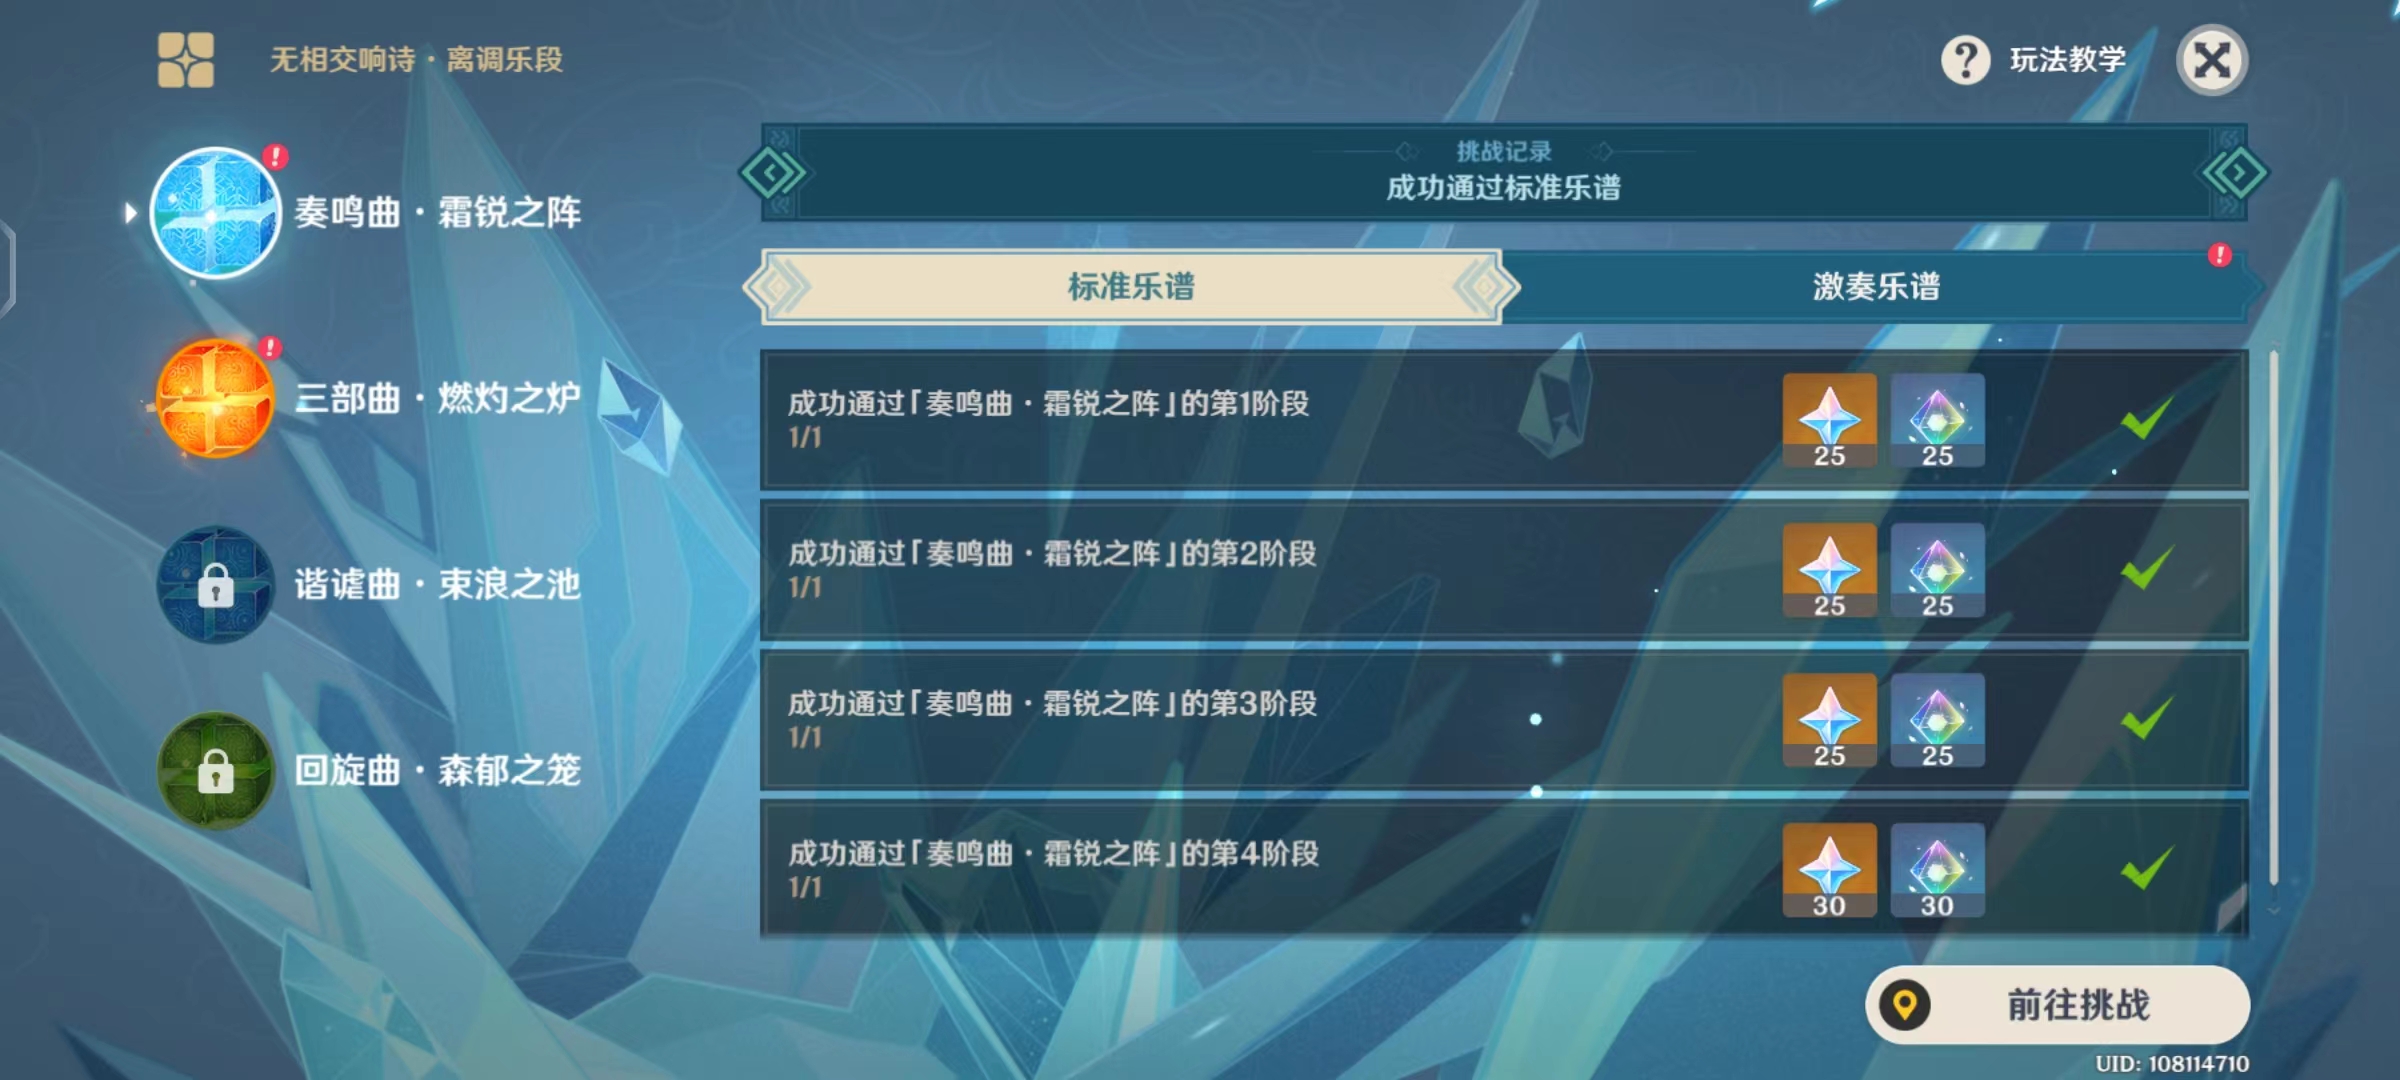 无相交响诗·离调乐段
玩法教学
奏鸣曲·霜锐之阵
三部曲·燃灼之炉
谐谑曲·束浪之池
回旋曲·森郁之笼
挑战记录
成功通过标准乐谱
标准乐谱
激奏乐谱
成功通过「奏鸣曲·霜锐之阵」的第1阶段
1/1
25
25
成功通过「奏鸣曲·霜锐之阵」的第2阶段
1/1
25
25
成功通过「奏鸣曲·霜锐之阵」的第3阶段
1/1
25
25
成功通过「奏鸣曲·霜锐之阵」的第4阶段
1/1
30
30
前往挑战
UID: 108114710